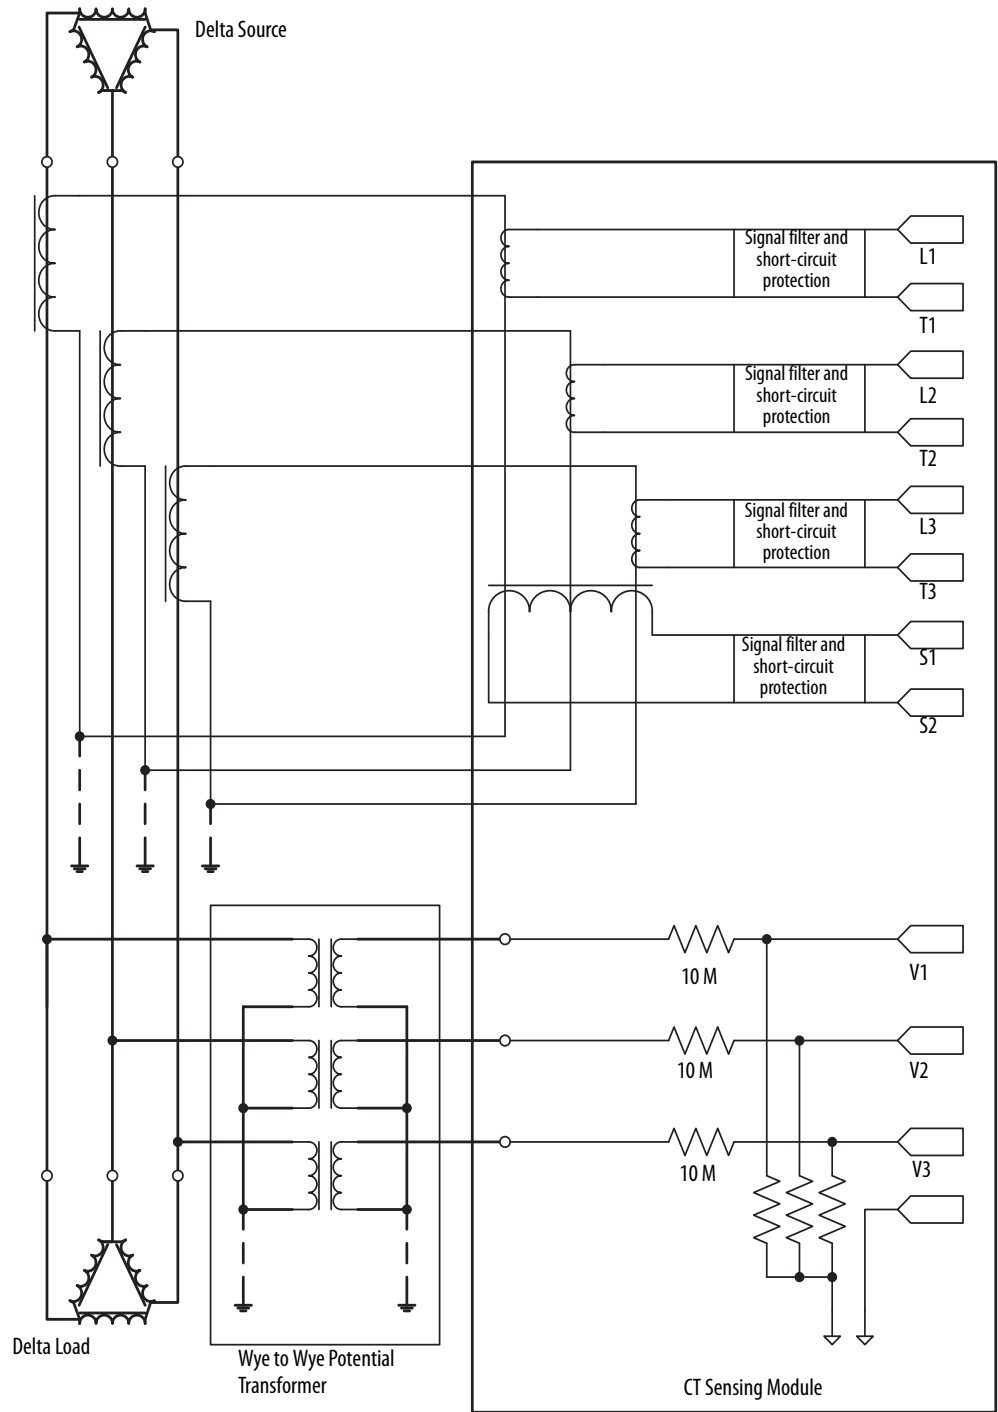 Delta Source
Signal filter and
short-circuit
protection
L1
T1
Signal filter and
short-circuit
protection
L2
T2
Signal filter and
short-circuit
protection
L3
T3
Signal filter and
short-circuit
protection
S1
S2
10 M
V1
10 M
V2
10 M
V3
Delta Load
Wye to Wye Potential
Transformer
CT Sensing Module